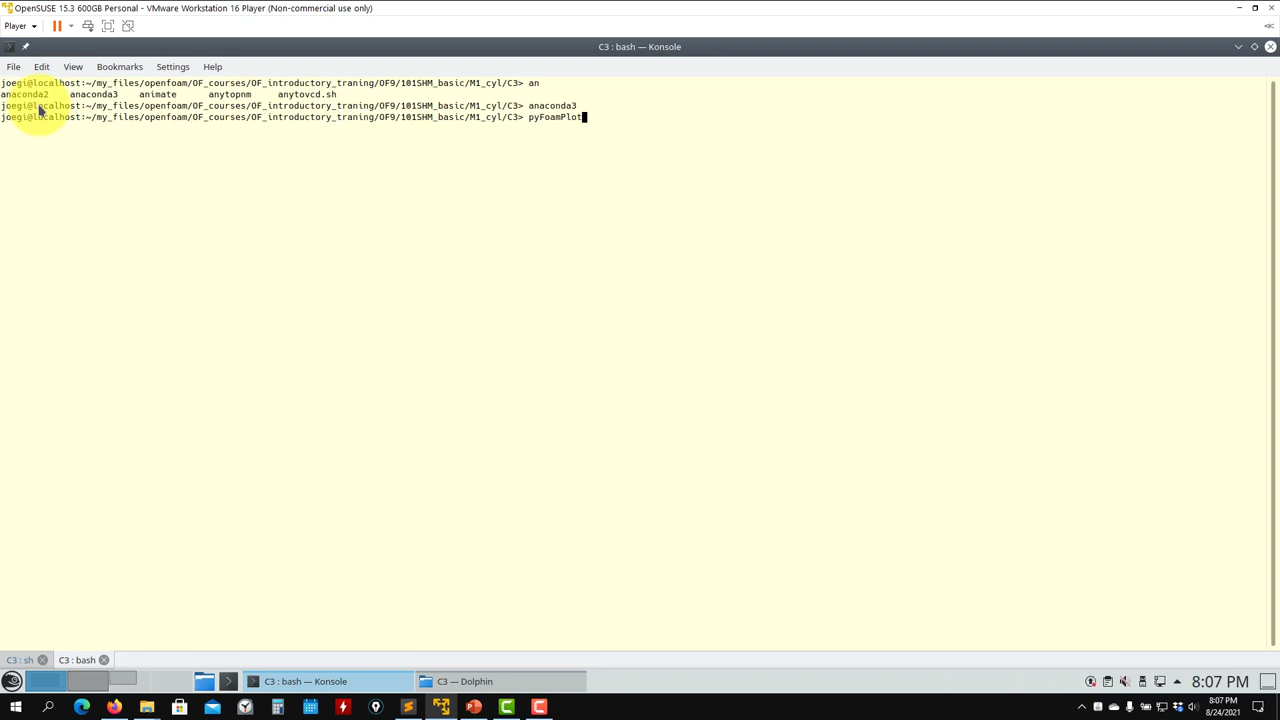 OpenSUSE 15.3 600GB Personal - VMware Workstation 16 Player (Non-commercial use only)
Player
C3 : bash — Konsole
File Edit View Bookmarks Settings Help
joegi@localhost:~/my_files/openfoam/OF_courses/OF_introductory_traning/OF9/101SHM_basic/M1_cyl/C3> an
anaconda2 anaconda3 animate anytopnm anytovcd.sh
joegi@localhost:~/my_files/openfoam/OF_courses/OF_introductory_traning/OF9/101SHM_basic/M1_cyl/C3> anaconda3
joegi@localhost:~/my_files/openfoam/OF_courses/OF_introductory_traning/OF9/101SHM_basic/M1_cyl/C3> pyFoamPlot
C3 : sh C3 : bash
C3 : bash — Konsole C3 — Dolphin 8:07 PM
8:07 PM
8/24/2021